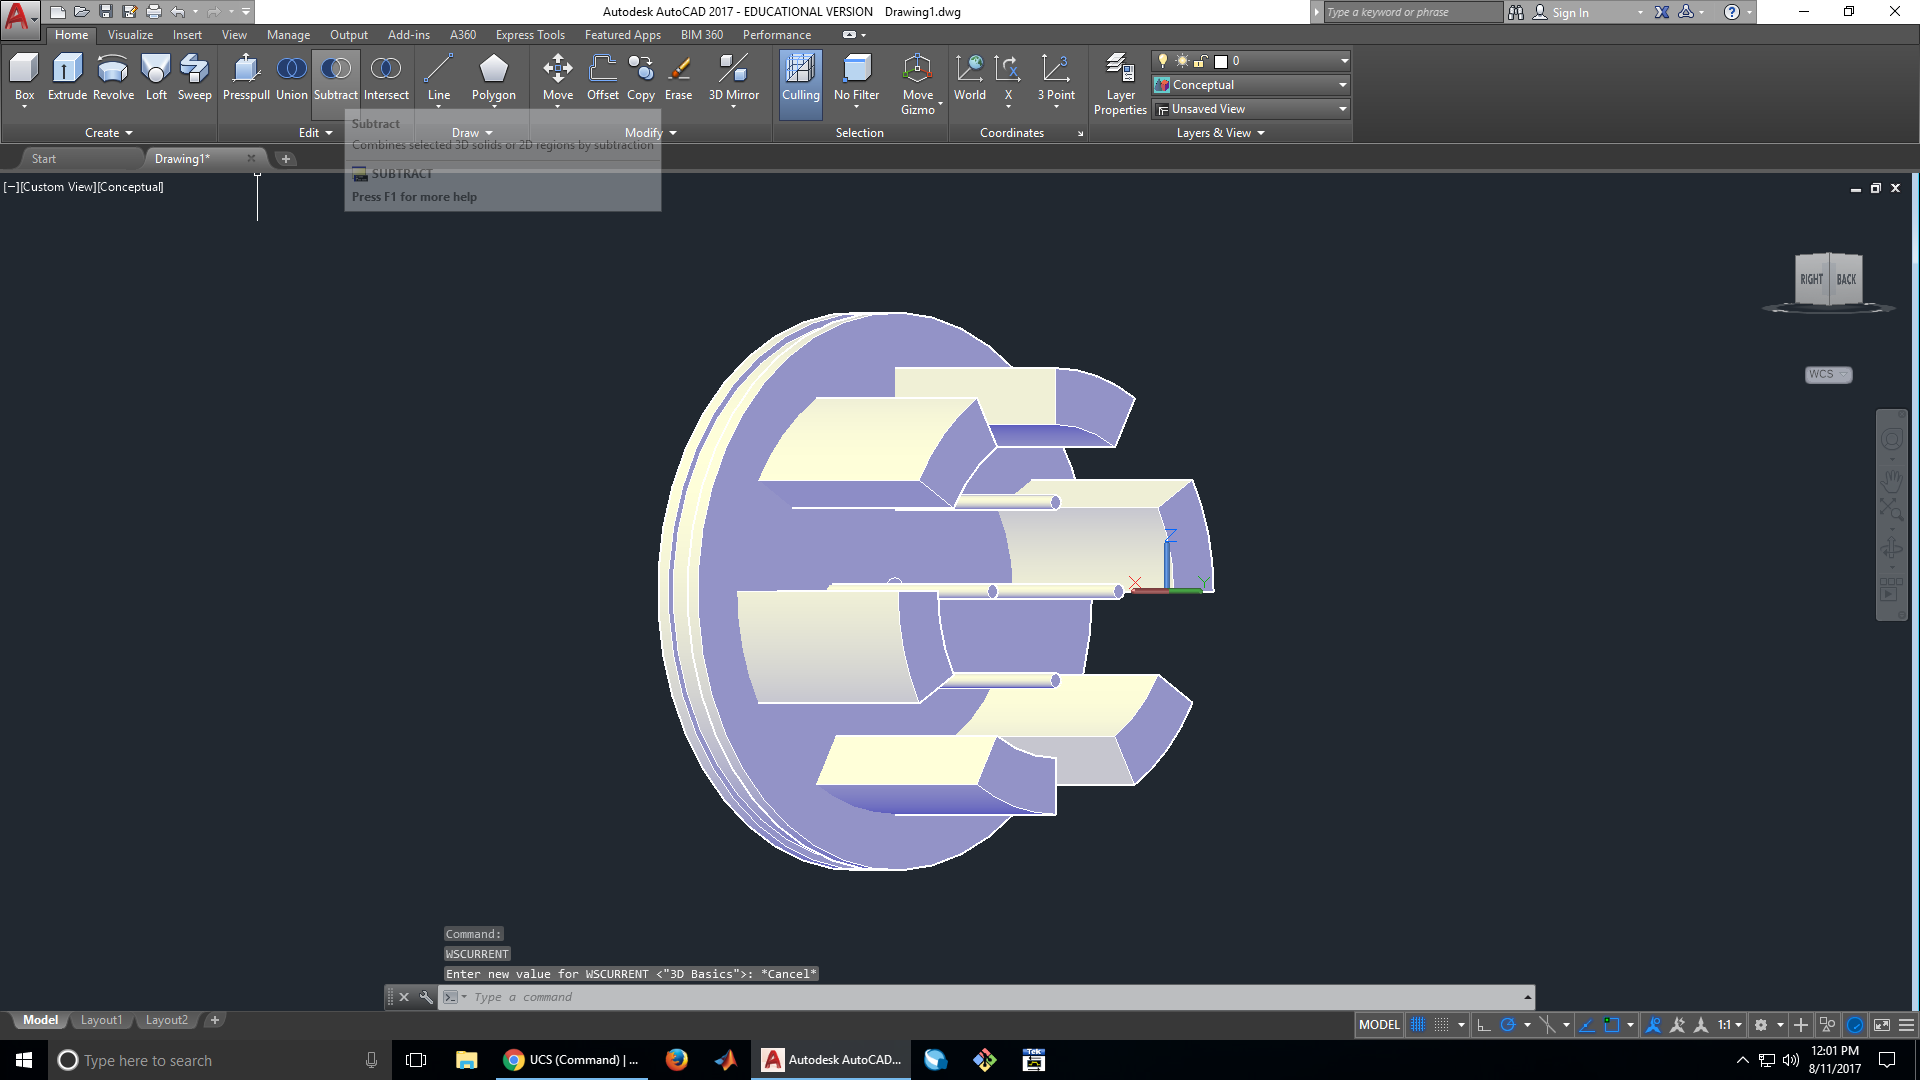 Autodesk AutoCAD 2017 - EDUCATIONAL VERSION Drawing1.dwg
Type a keyword or phrase
Sign In
Home Visualize Insert View Manage Output Add-ins A360 Express Tools Featured Apps BIM 360 Performance
Box Extrude Revolve Loft Sweep Presspull Union Subtract Intersect Line Polygon Move Offset Copy Erase 3D Mirror Culling No Filter Move Gizmo World X 3 Point Layer Properties
0
Conceptual
Unsaved View
Create Edit Draw Modify Selection Coordinates Layers & View
Subtract
Combines selected 3D solids or 2D regions by subtraction
SUBTRACT
Press F1 for more help
Start Drawing1*
[−][Custom View][Conceptual]
RIGHT BACK
WCS
Z
X Y
Command:
WSCURRENT
Enter new value for WSCURRENT <"3D Basics">: *Cancel*
Type a command
Model Layout1 Layout2
MODEL 1:1
Type here to search
UCS (Command) | ...
Autodesk AutoCAD...
Tek
12:01 PM
8/11/2017